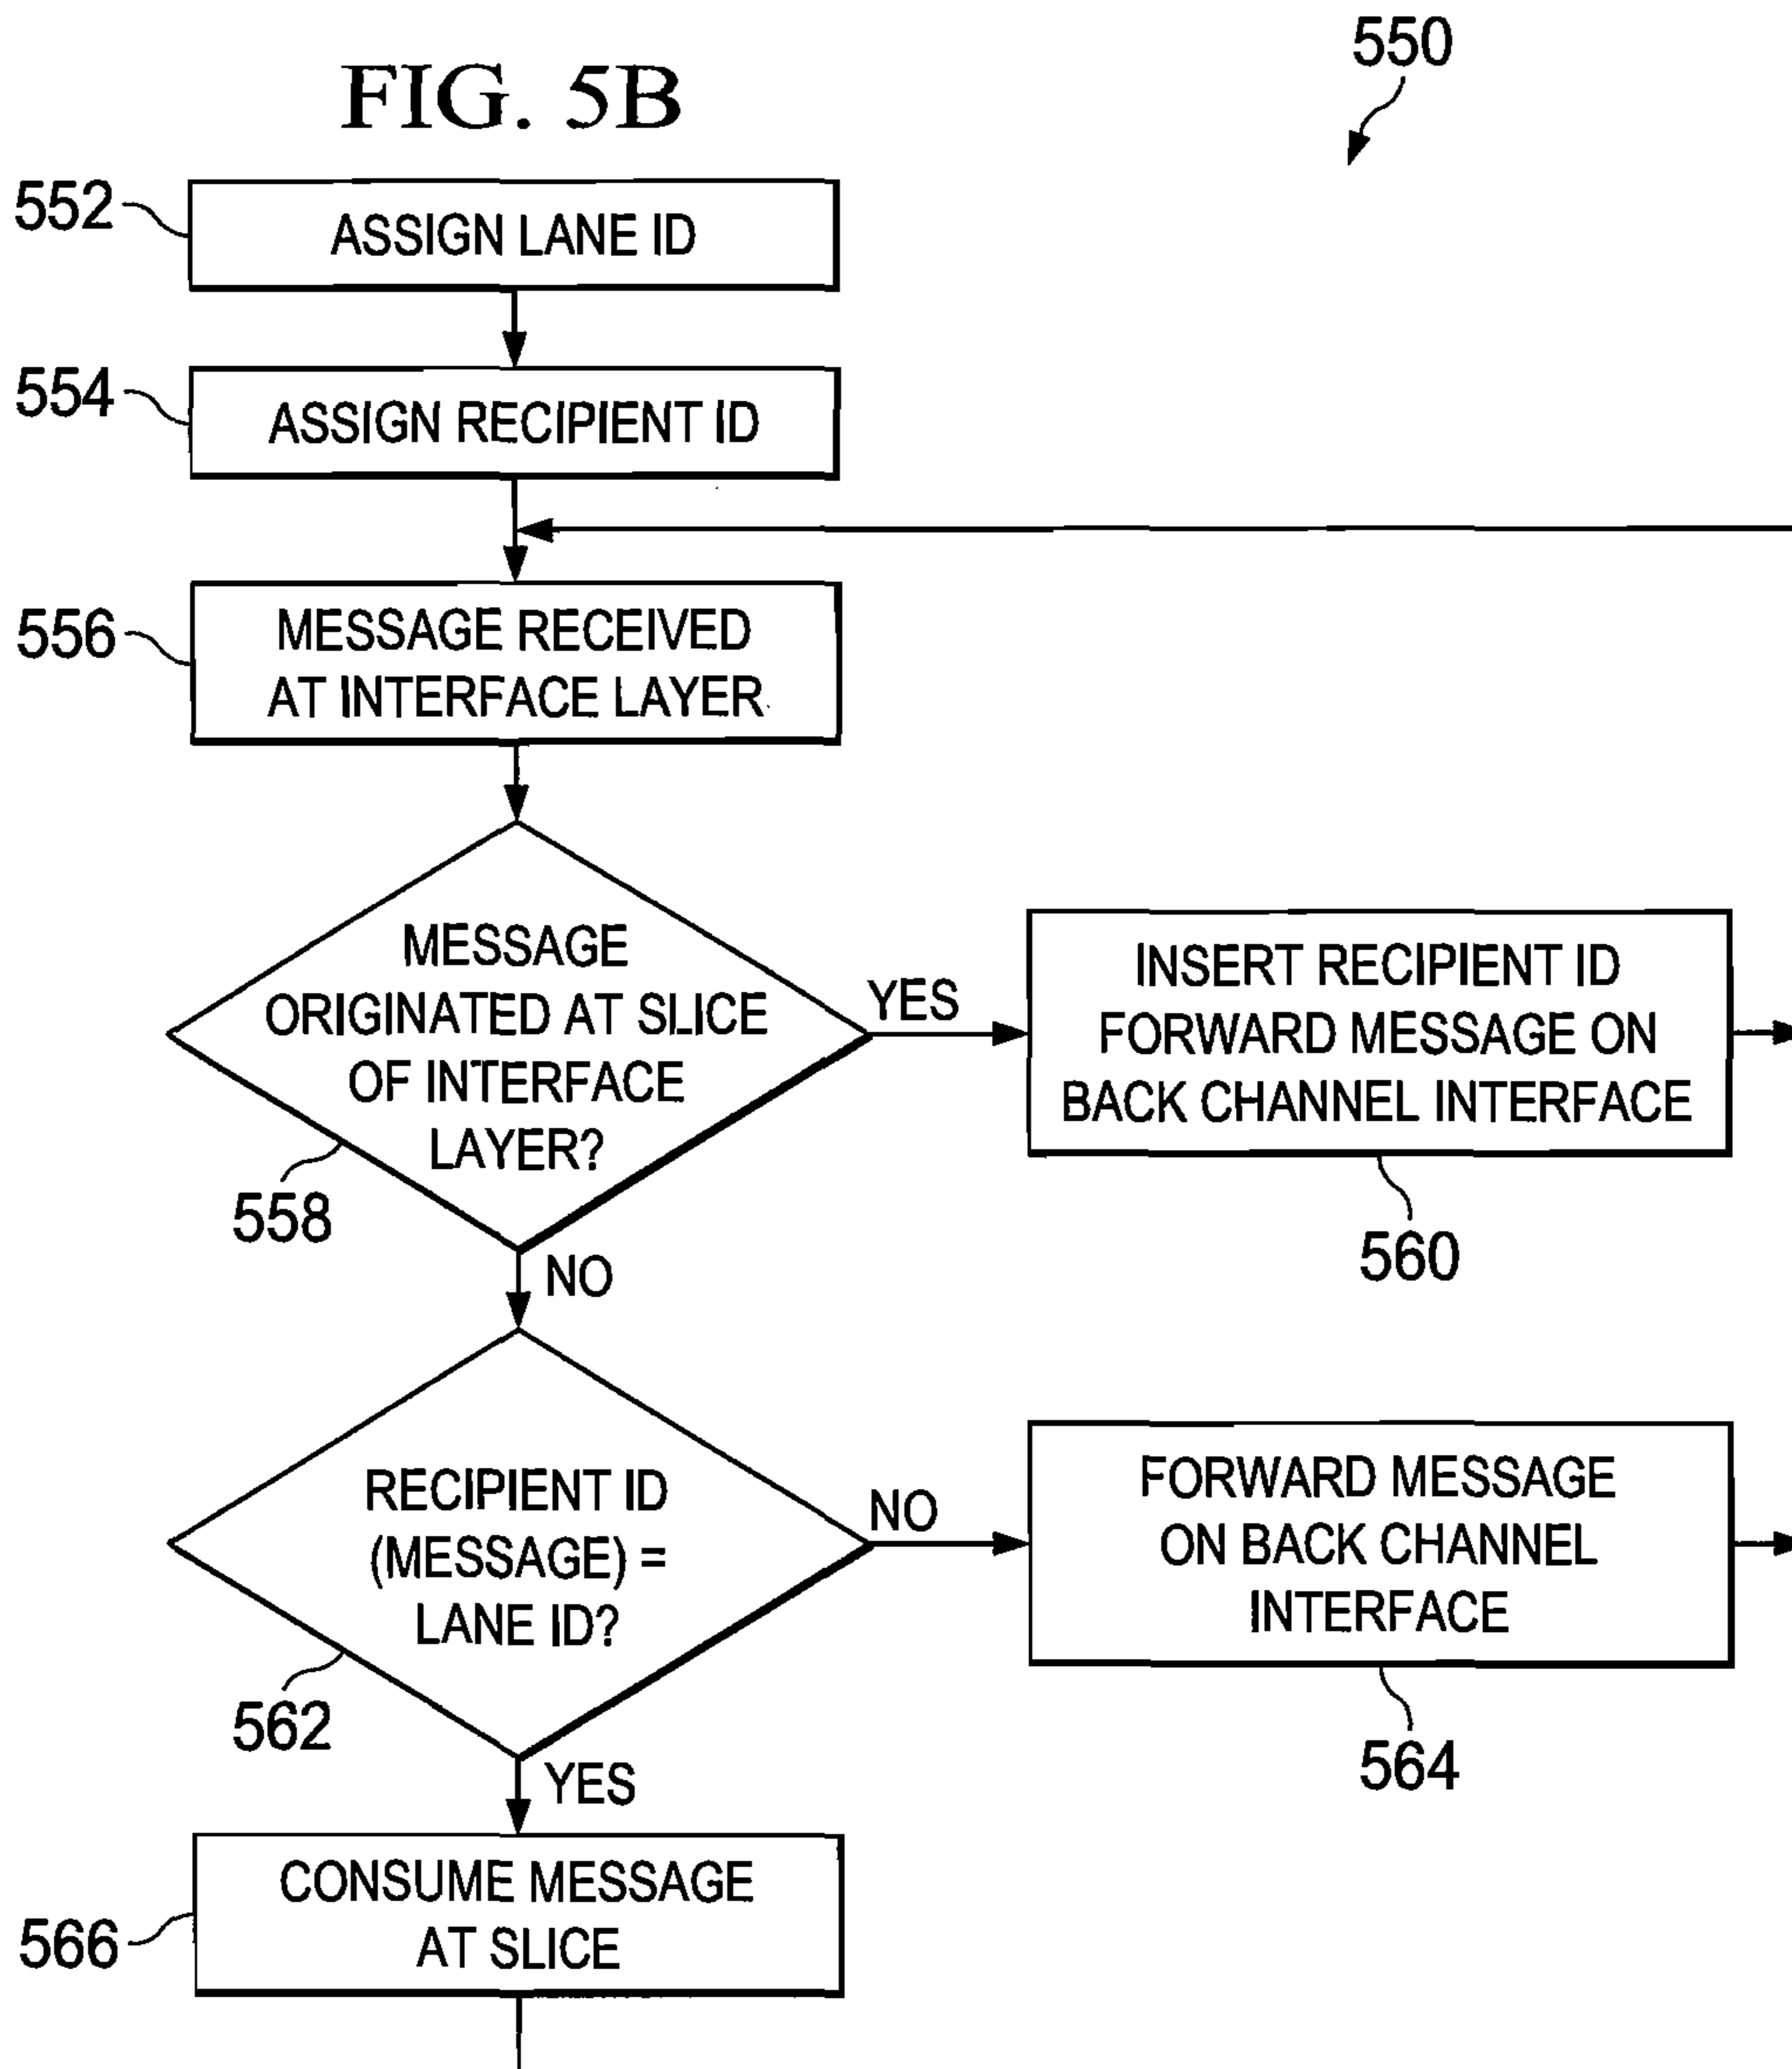 FIG. 5B
550
552
ASSIGN LANE ID
554
ASSIGN RECIPIENT ID
556
MESSAGE RECEIVED
AT INTERFACE LAYER
MESSAGE
ORIGINATED AT SLICE
OF INTERFACE
LAYER?
558
YES
INSERT RECIPIENT ID
FORWARD MESSAGE ON
BACK CHANNEL INTERFACE
560
NO
RECIPIENT ID
(MESSAGE) =
LANE ID?
562
NO
FORWARD MESSAGE
ON BACK CHANNEL
INTERFACE
564
YES
CONSUME MESSAGE
AT SLICE
566